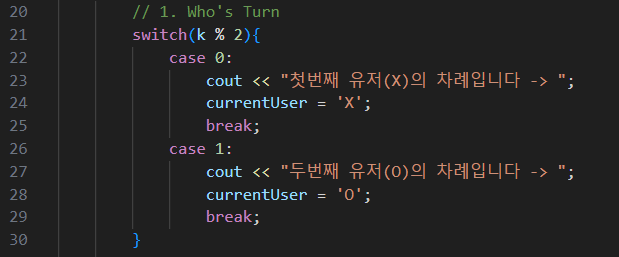 20 // 1. Who's Turn
21 switch(k % 2){
22 case 0:
23 cout << "첫번째 유저(X)의 차례입니다 -> ";
24 currentUser = 'X';
25 break;
26 case 1:
27 cout << "두번째 유저(O)의 차례입니다 -> ";
28 currentUser = 'O';
29 break;
30 }